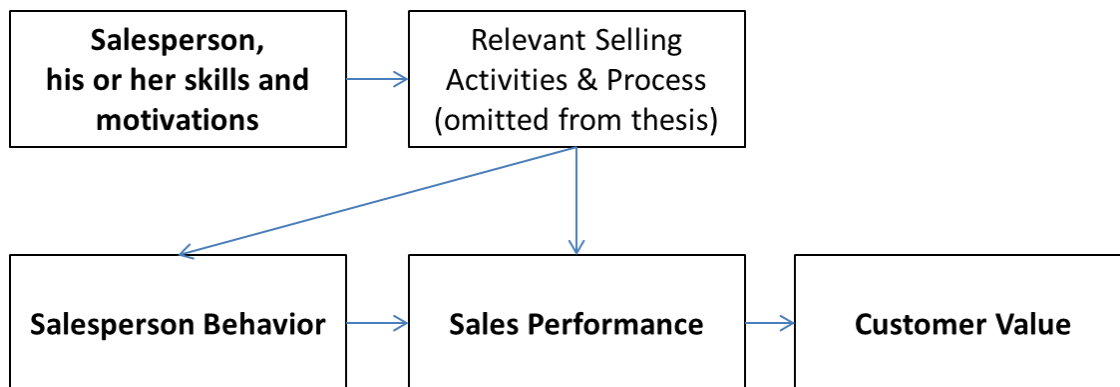 Salesperson,
his or her skills and
motivations
Relevant Selling
Activities & Process
(omitted from thesis)
Salesperson Behavior
Sales Performance
Customer Value